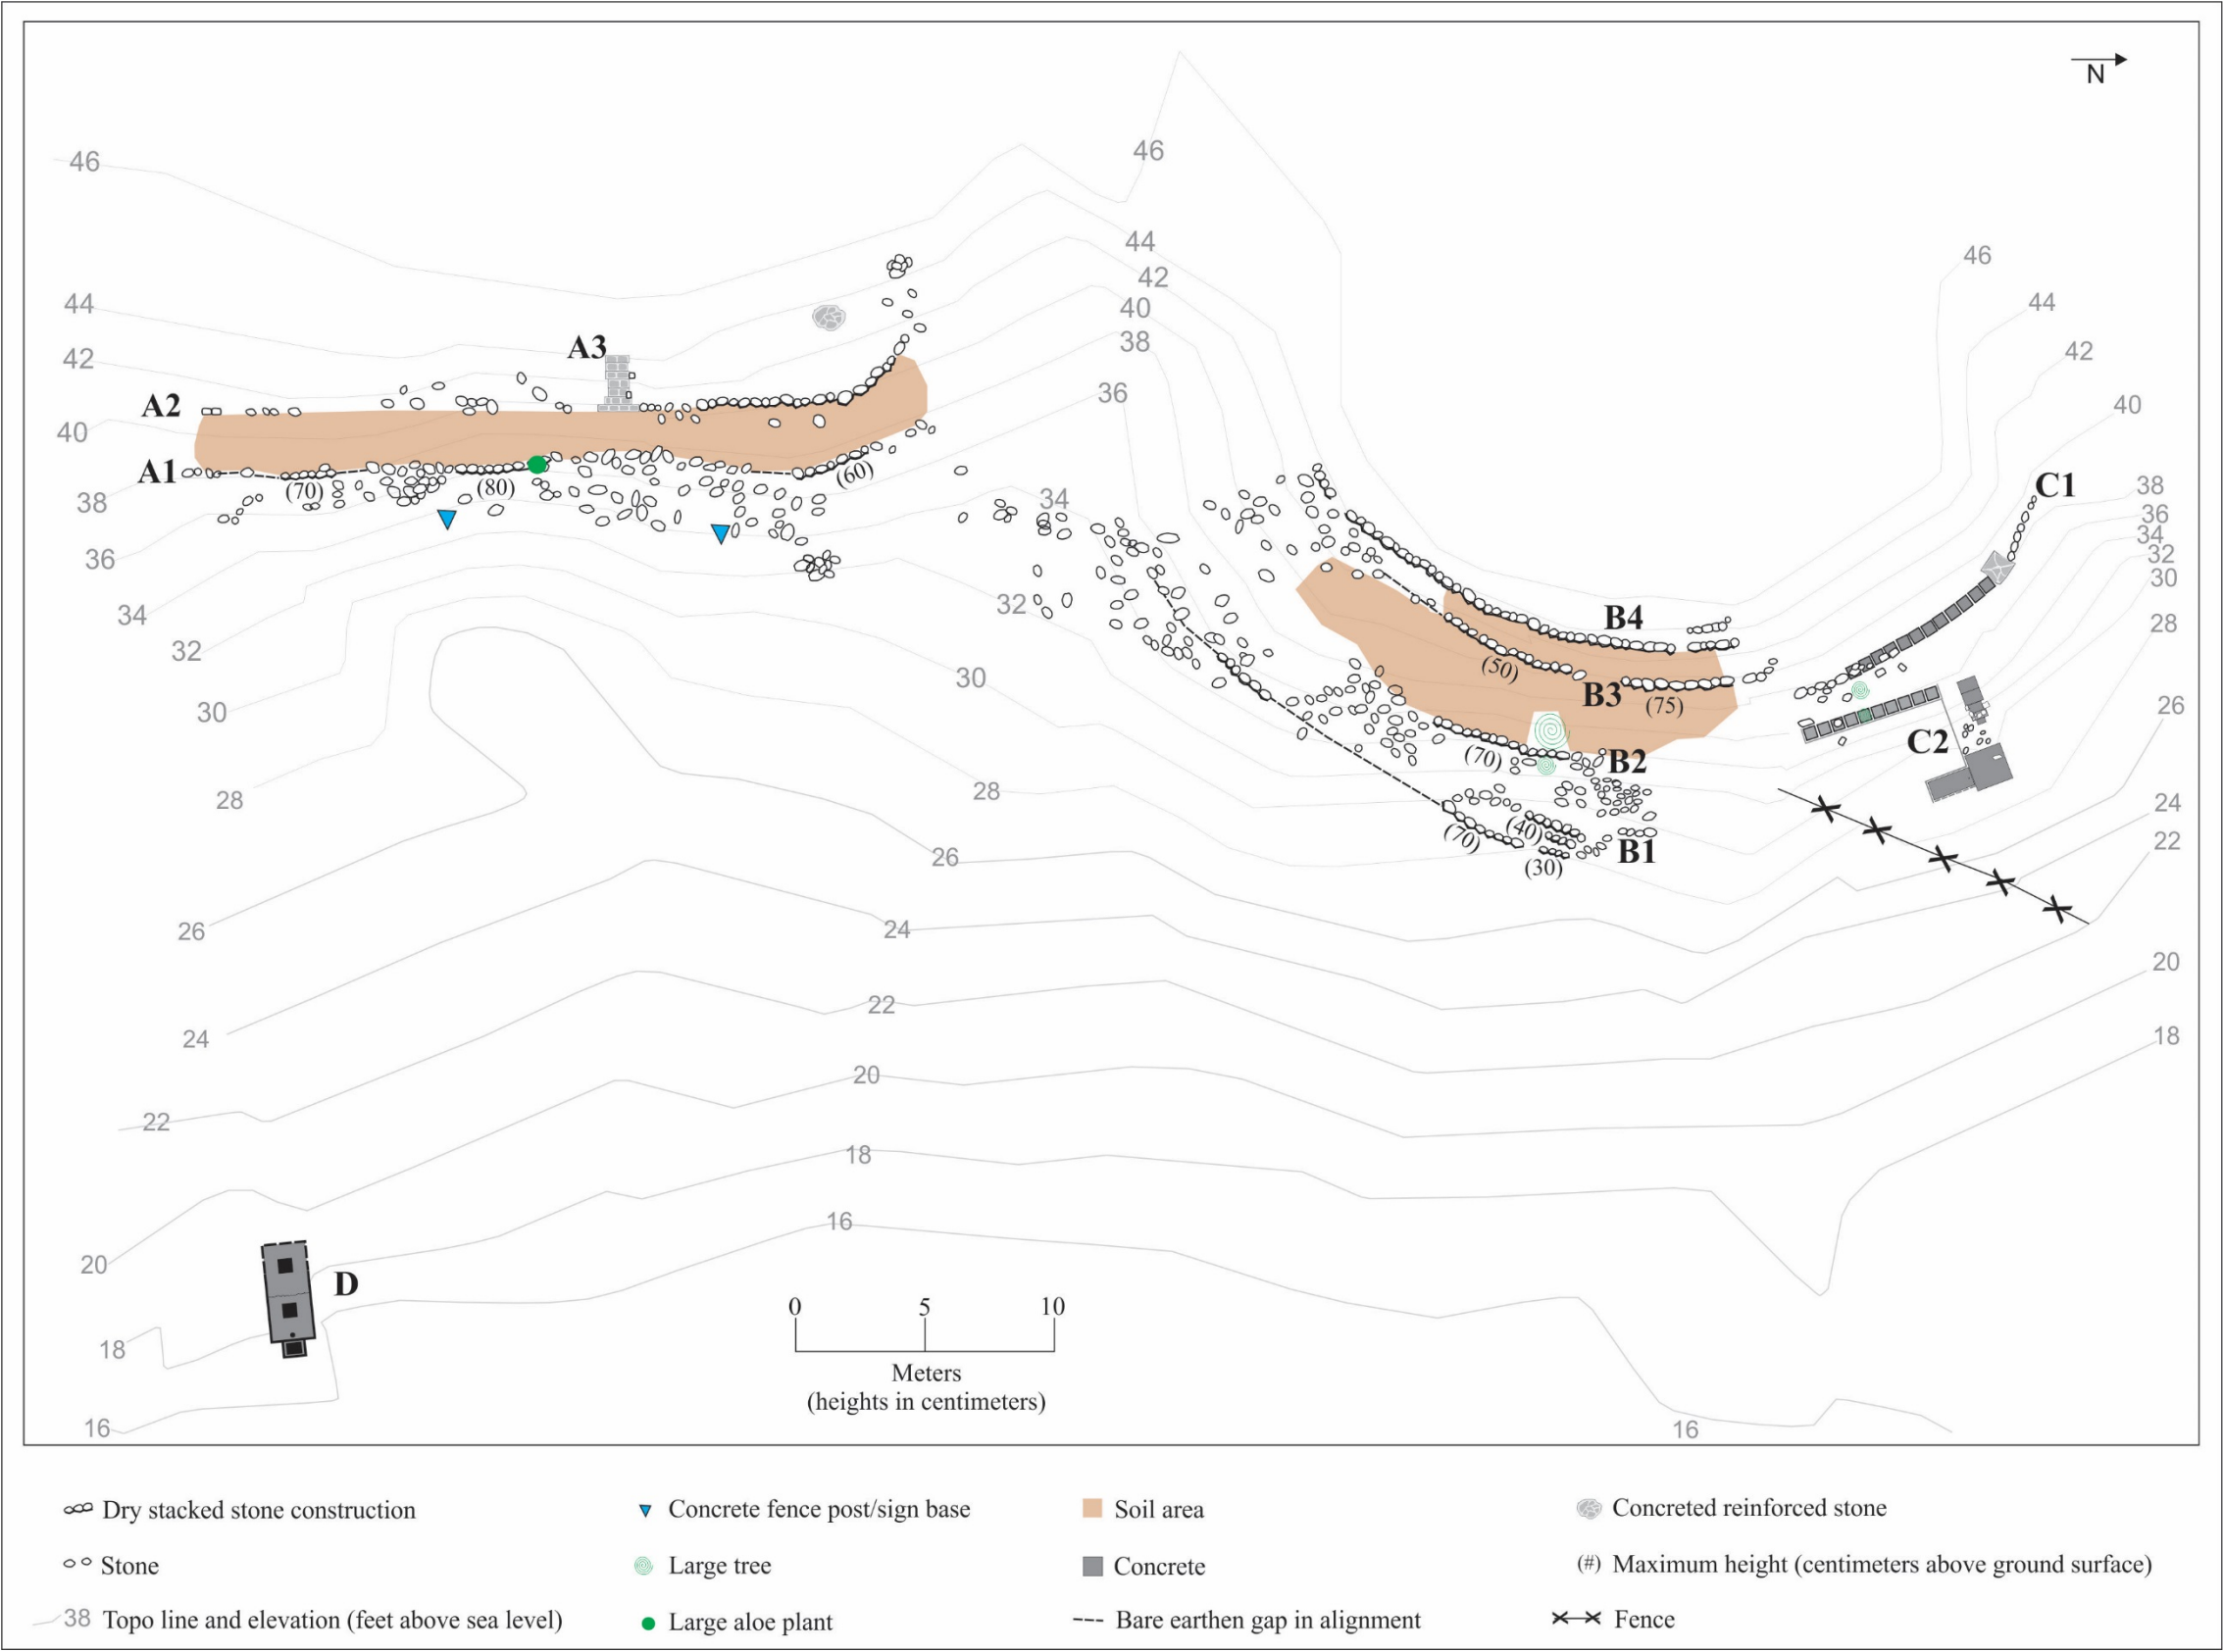 N
46
46
44
46
42
44
40
44
38
A3
42
42
36
A2
40
40
A1
C1
38
(70)
(80)
(60)
34
38
36
34
36
32
30
32
34
B4
28
32
(50)
30
B3
(75)
26
30
C2
(70)
B2
28
28
24
(40)
(70)
22
B1
26
(30)
26
24
20
22
24
18
20
22
18
16
20
D
0 5 10
18
Meters
(heights in centimeters)
16
16
Dry stacked stone construction
Concrete fence post/sign base
Soil area
Concreted reinforced stone
Stone
Large tree
Concrete
(#) Maximum height (centimeters above ground surface)
38 Topo line and elevation (feet above sea level)
Large aloe plant
Bare earthen gap in alignment
Fence